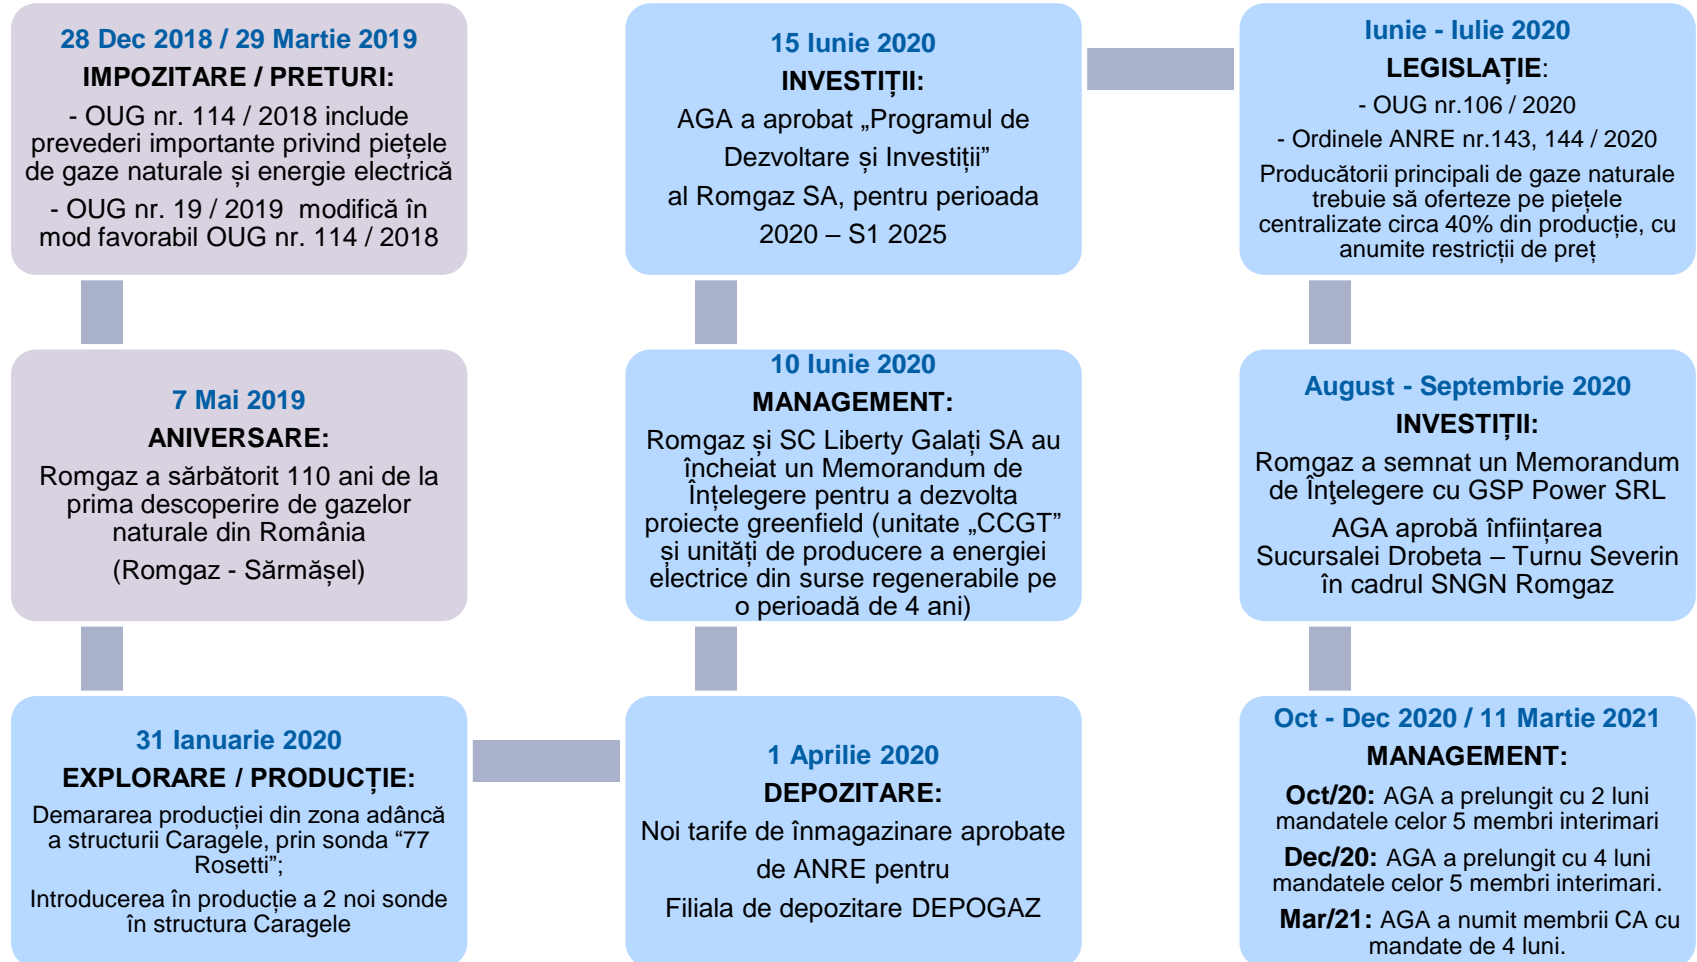 28 Dec 2018 / 29 Martie 2019
IMPOZITARE / PRETURI:
- OUG nr. 114 / 2018 include
prevederi importante privind piețele
de gaze naturale și energie electrică
- OUG nr. 19 / 2019  modifică în
mod favorabil OUG nr. 114 / 2018
7 Mai 2019
ANIVERSARE:
Romgaz a sărbătorit 110 ani de la
prima descoperire de gazelor
naturale din România
(Romgaz - Sărmășel)
31 Ianuarie 2020
EXPLORARE / PRODUCȚIE:
Demararea producției din zona adâncă
a structurii Caragele, prin sonda “77
Rosetti”;
Introducerea în producție a 2 noi sonde
în structura Caragele
1 Aprilie 2020
DEPOZITARE:
Noi tarife de înmagazinare aprobate
de ANRE pentru
Filiala de depozitare DEPOGAZ
10 Iunie 2020
MANAGEMENT:
Romgaz și SC Liberty Galați SA au
încheiat un Memorandum de
Înțelegere pentru a dezvolta
proiecte greenfield (unitate „CCGT”
și unități de producere a energiei
electrice din surse regenerabile pe
o perioadă de 4 ani)
15 Iunie 2020
INVESTIȚII:
AGA a aprobat „Programul de
Dezvoltare și Investiții”
al Romgaz SA, pentru perioada
2020 – S1 2025
Iunie - Iulie 2020
LEGISLAȚIE:
- OUG nr.106 / 2020
- Ordinele ANRE nr.143, 144 / 2020
Producătorii principali de gaze naturale
trebuie să oferteze pe piețele
centralizate circa 40% din producție, cu
anumite restricții de preț
August - Septembrie 2020
INVESTIȚII:
Romgaz a semnat un Memorandum
de Înţelegere cu GSP Power SRL
AGA aprobă înființarea
Sucursalei Drobeta – Turnu Severin
în cadrul SNGN Romgaz
Oct - Dec 2020 / 11 Martie 2021
MANAGEMENT:
Oct/20: AGA a prelungit cu 2 luni
mandatele celor 5 membri interimari
Dec/20: AGA a prelungit cu 4 luni
mandatele celor 5 membri interimari.
Mar/21: AGA a numit membrii CA cu
mandate de 4 luni.